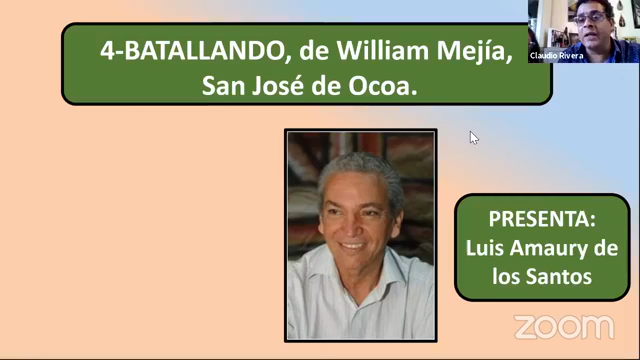 4-BATALLANDO, de William Mejía,
San José de Ocoa.
Claudio Rivera
PRESENTA:
Luis Amaury de
los Santos
zoom